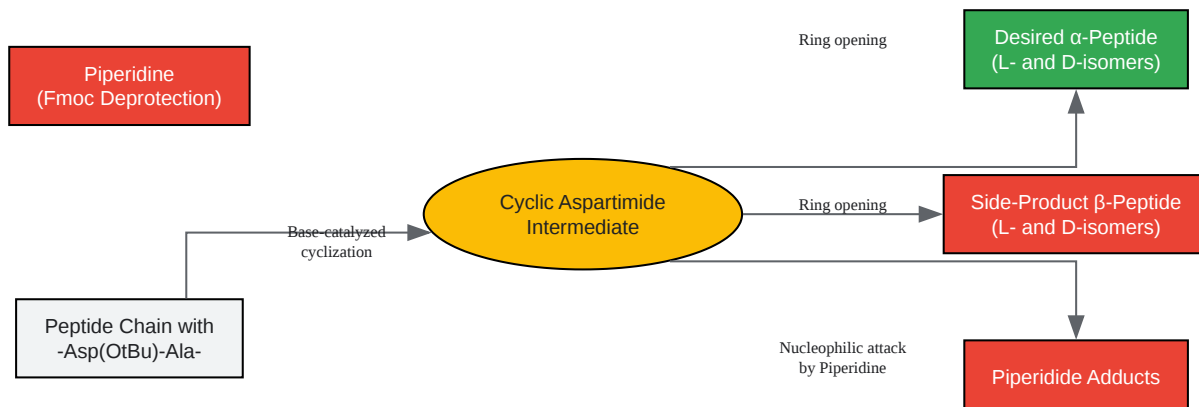 Piperidine
(Fmoc Deprotection)
Peptide Chain with
-Asp(OtBu)-Ala-
Base-catalyzed
cyclization
Cyclic Aspartimide
Intermediate
Ring opening
Desired α-Peptide
(L- and D-isomers)
Ring opening
Side-Product β-Peptide
(L- and D-isomers)
Nucleophilic attack
by Piperidine
Piperidide Adducts